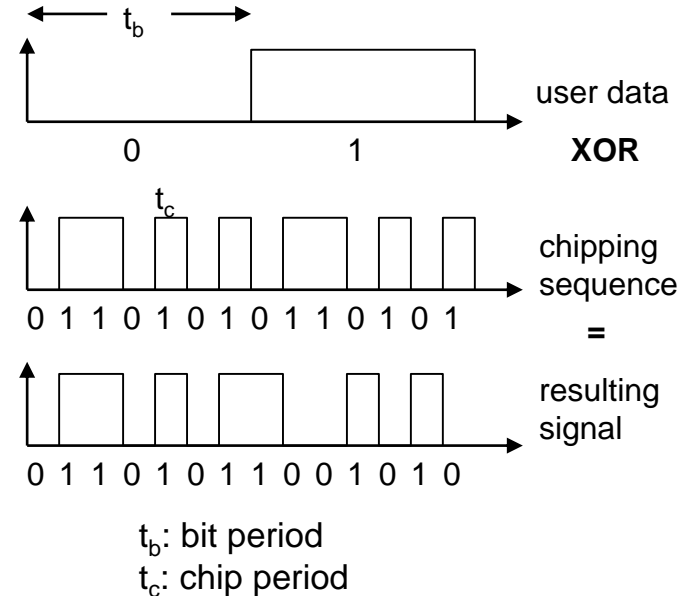 t_b
user data
0 1 XOR
t_c
chipping
sequence
0 1 1 0 1 0 1 0 1 1 0 1 0 1
=
resulting
signal
0 1 1 0 1 0 1 1 0 0 1 0 1 0
t_b: bit period
t_c: chip period